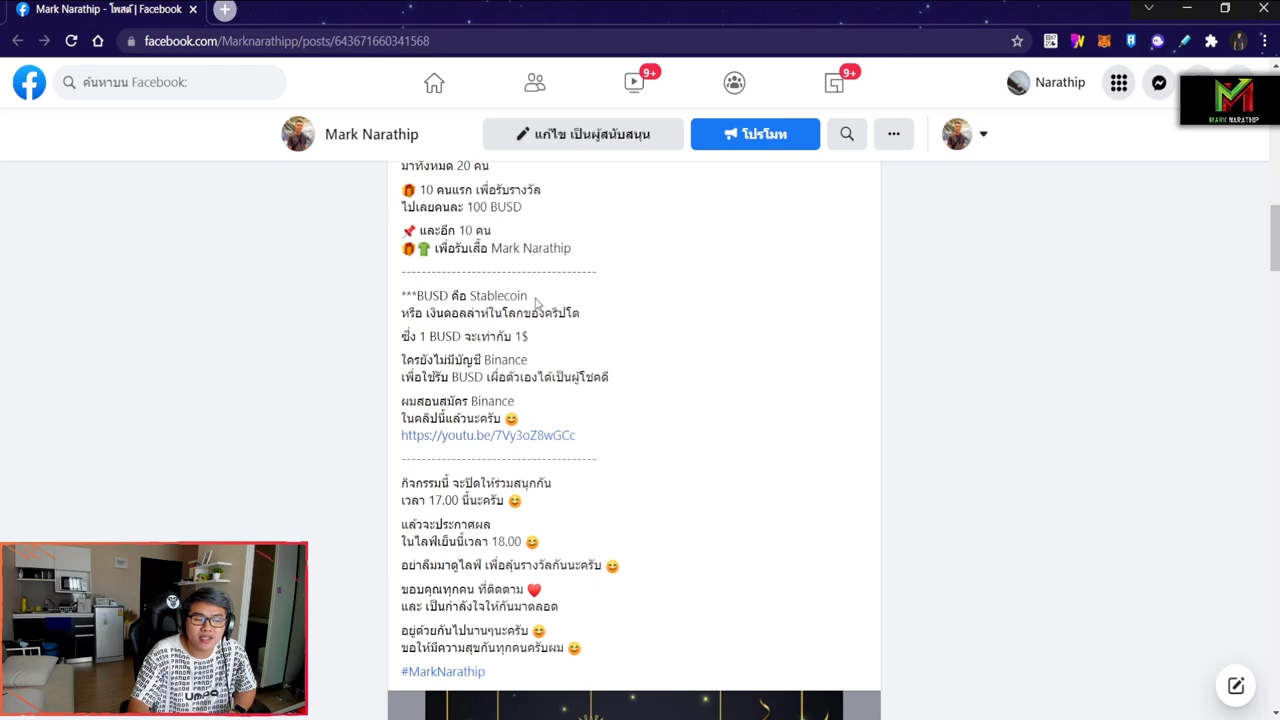 Mark Narathip - โพสต์ | Facebook
facebook.com/Marknarathipp/posts/643671660341568
ค้นหาบน Facebook:
9+
9+
Narathip
MARK NARATHIP
Mark Narathip
แก้ไข เป็นผู้สนับสนุน
โปรโมท
มาทั้งหมด 20 คน
10 คนแรก เพื่อรับรางวัล
ไปเลยคนละ 100 BUSD
และอีก 10 คน
เพื่อรับเสื้อ Mark Narathip
---------------------------------------
***BUSD คือ Stablecoin
หรือ เงินดอลล่าห์ในโลกของคริปโต
ซึ่ง 1 BUSD จะเท่ากับ 1$
ใครยังไม่มีบัญชี Binance
เพื่อใช้รับ BUSD เผื่อตัวเองได้เป็นผู้โชคดี
ผมสอนสมัคร Binance
ในคลิปนี้แล้วนะครับ 😊
https://youtu.be/7Vy3oZ8wGCc
---------------------------------------
กิจกรรมนี้ จะปิดให้ร่วมสนุกกัน
เวลา 17.00 นี้นะครับ 😊
แล้วจะประกาศผล
ในไลฟ์เย็นนี้เวลา 18.00 😊
อย่าลืมมาดูไลฟ์ เพื่อลุ้นรางวัลกันนะครับ 😊
ขอบคุณทุกคน ที่ติดตาม ❤️
และ เป็นกำลังใจให้กันมาตลอด
อยู่ด้วยกันไปนานๆนะครับ 😊
ขอให้มีความสุขกันทุกคนครับผม 😊
#MarkNarathip